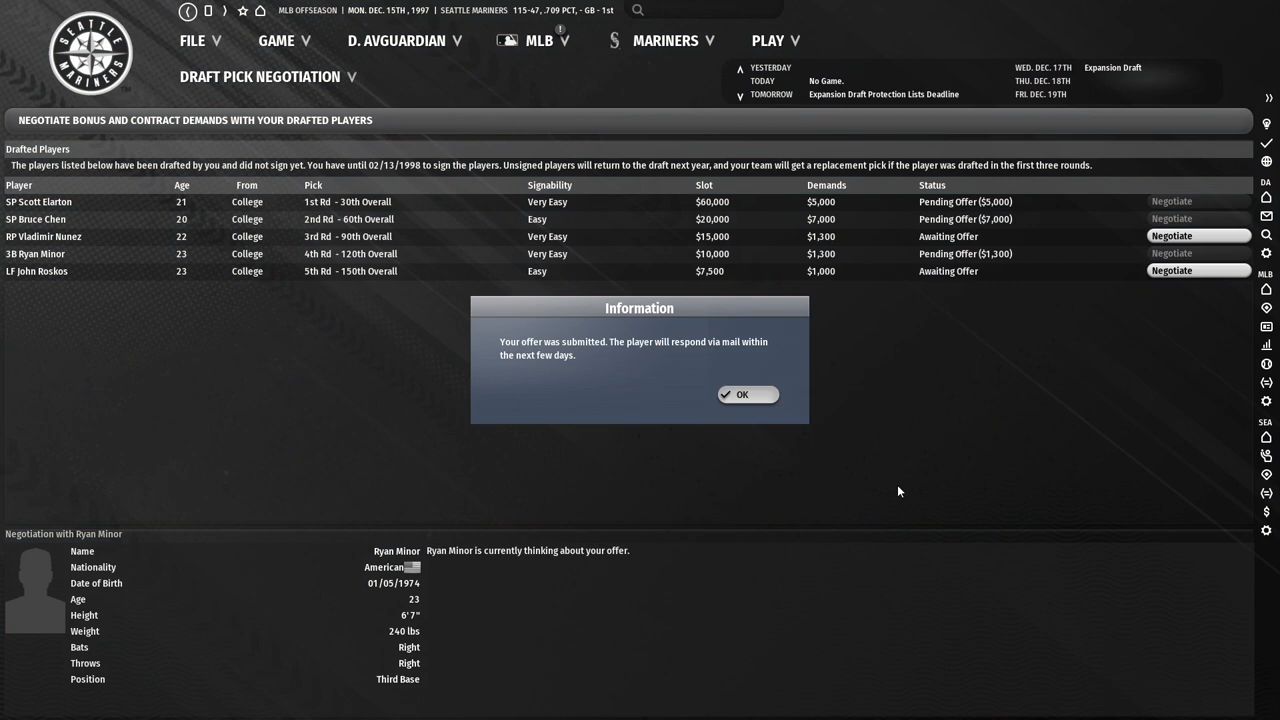 MLB OFFSEASON | MON. DEC. 15TH , 1997 | SEATTLE MARINERS 115-47, .709 PCT, - GB - 1st
SEATTLE MARINERS
FILE GAME D. AVGUARDIAN MLB ! MARINERS PLAY
DRAFT PICK NEGOTIATION
YESTERDAY WED. DEC. 17TH Expansion Draft
TODAY No Game. THU. DEC. 18TH
TOMORROW Expansion Draft Protection Lists Deadline FRI. DEC. 19TH
NEGOTIATE BONUS AND CONTRACT DEMANDS WITH YOUR DRAFTED PLAYERS
Drafted Players
The players listed below have been drafted by you and did not sign yet. You have until 02/13/1998 to sign the players. Unsigned players will return to the draft next year, and your team will get a replacement pick if the player was drafted in the first three rounds.
Player Age From Pick Signability Slot Demands Status
SP Scott Elarton 21 College 1st Rd - 30th Overall Very Easy $60,000 $5,000 Pending Offer ($5,000) Negotiate
SP Bruce Chen 20 College 2nd Rd - 60th Overall Easy $20,000 $7,000 Pending Offer ($7,000) Negotiate
RP Vladimir Nunez 22 College 3rd Rd - 90th Overall Very Easy $15,000 $1,300 Awaiting Offer Negotiate
3B Ryan Minor 23 College 4th Rd - 120th Overall Very Easy $10,000 $1,300 Pending Offer ($1,300) Negotiate
LF John Roskos 23 College 5th Rd - 150th Overall Easy $7,500 $1,000 Awaiting Offer Negotiate
Information
Your offer was submitted. The player will respond via mail within
the next few days.
OK
DA
MLB
SEA
Negotiation with Ryan Minor
Name Ryan Minor Ryan Minor is currently thinking about your offer.
Nationality American
Date of Birth 01/05/1974
Age 23
Height 6' 7"
Weight 240 lbs
Bats Right
Throws Right
Position Third Base